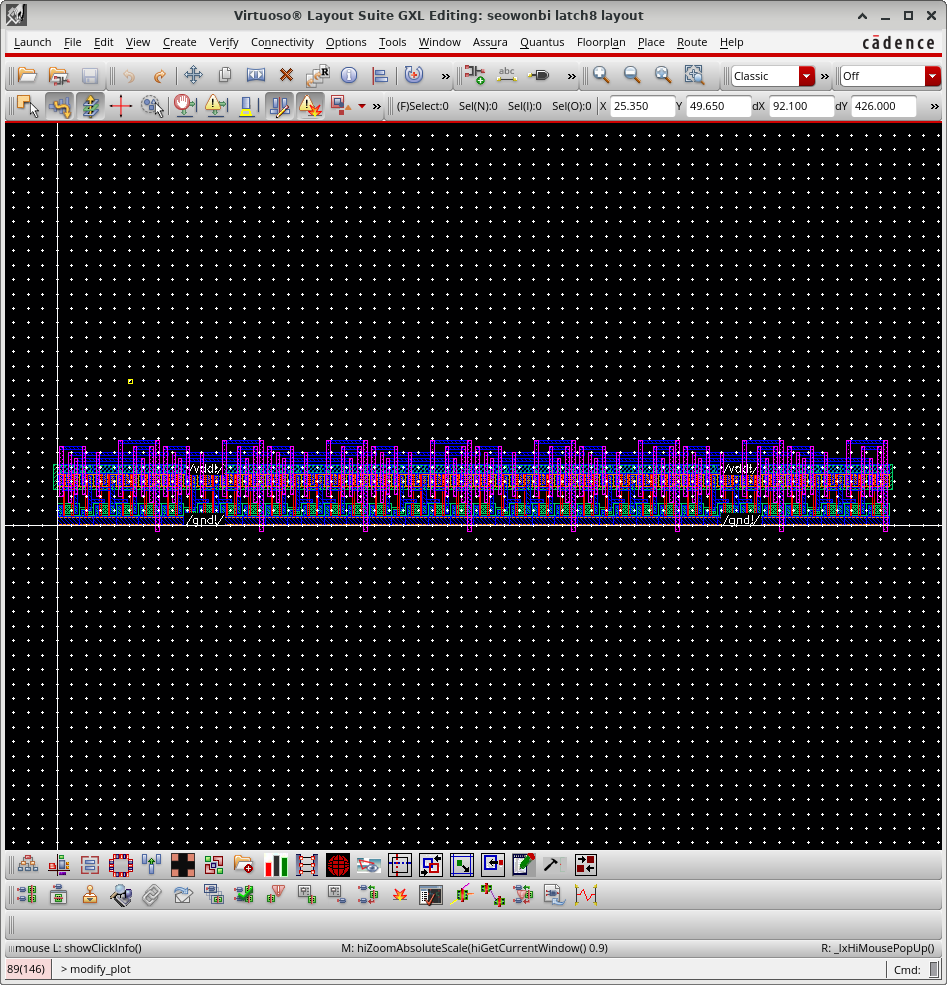 Virtuoso® Layout Suite GXL Editing: seowonbi latch8 layout
Launch File Edit View Create Verify Connectivity Options Tools Window Assura Quantus Floorplan Place Route Help cādence
R » abc » Classic » Off
(F)Select:0 Sel(N):0 Sel(I):0 Sel(O):0 X 25.350 Y 49.650 dX 92.100 dY 426.000 »
/vdd!/ /vdd!/
/gnd!/ /gnd!/
mouse L: showClickInfo() M: hiZoomAbsoluteScale(hiGetCurrentWindow() 0.9) R: _lxHiMousePopUp()
89(146) > modify_plot Cmd: